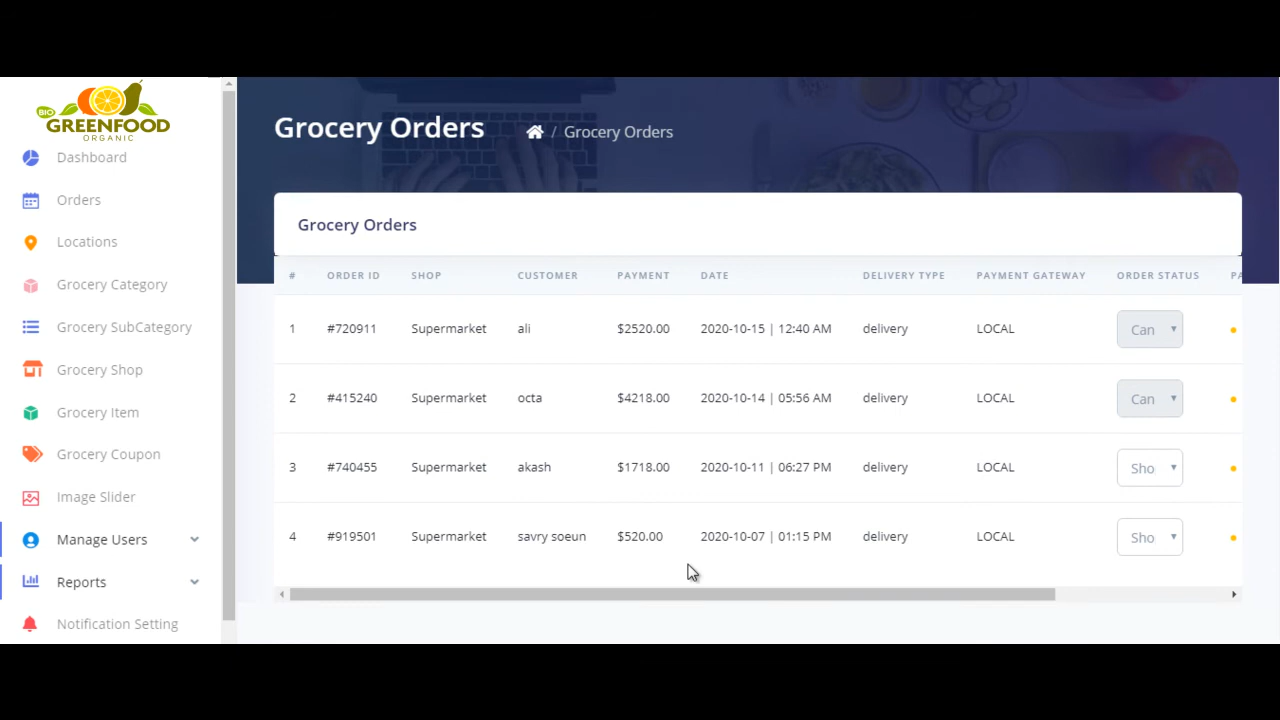 BIO
GREENFOOD
ORGANIC
Dashboard
Orders
Locations
Grocery Category
Grocery SubCategory
Grocery Shop
Grocery Item
Grocery Coupon
Image Slider
Manage Users
Reports
Notification Setting
Grocery Orders / Grocery Orders
Grocery Orders
# ORDER ID SHOP CUSTOMER PAYMENT DATE DELIVERY TYPE PAYMENT GATEWAY ORDER STATUS PA
1 #720911 Supermarket ali $2520.00 2020-10-15 | 12:40 AM delivery LOCAL Can
2 #415240 Supermarket octa $4218.00 2020-10-14 | 05:56 AM delivery LOCAL Can
3 #740455 Supermarket akash $1718.00 2020-10-11 | 06:27 PM delivery LOCAL Sho
4 #919501 Supermarket savry soeun $520.00 2020-10-07 | 01:15 PM delivery LOCAL Sho